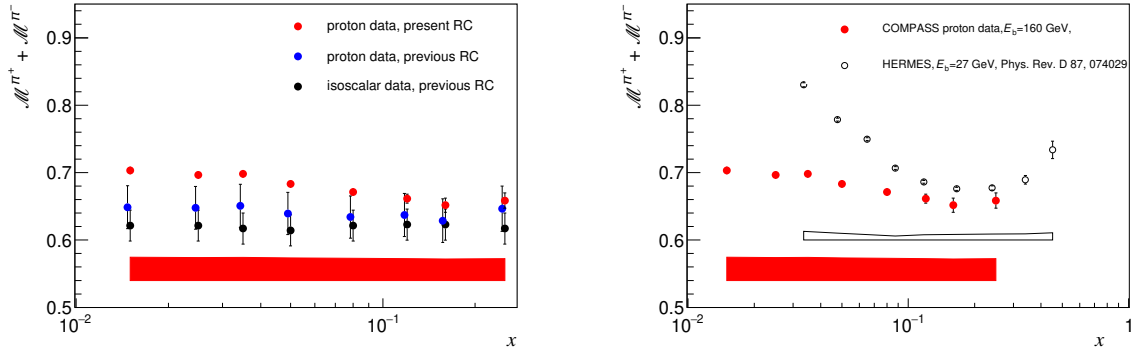 ℳ^π⁺ + ℳ^π⁻
0.9
0.8
0.7
0.6
0.5
proton data, present RC
proton data, previous RC
isoscalar data, previous RC
10⁻² 10⁻¹
x
ℳ^π⁺ + ℳ^π⁻
0.9
0.8
0.7
0.6
0.5
COMPASS proton data,E_b=160 GeV,
HERMES, E_b=27 GeV, Phys. Rev. D 87, 074029
10⁻² 10⁻¹ 1
x